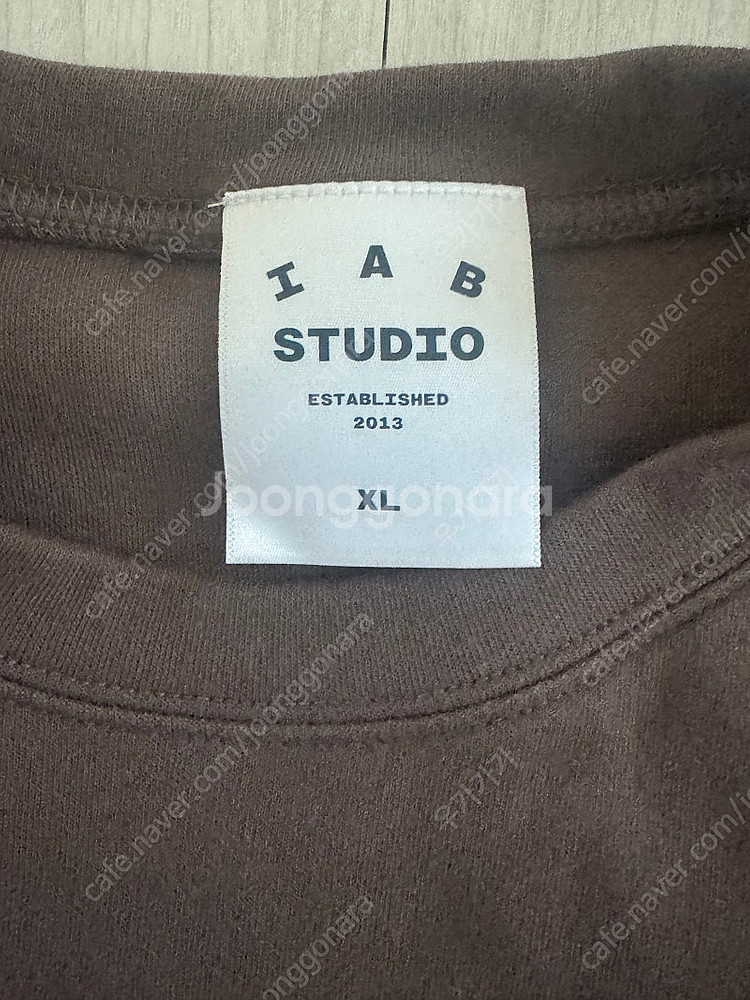 I A B
STUDIO
ESTABLISHED
2013
XL
Joonggonara
cafe.naver.com/joonggonara